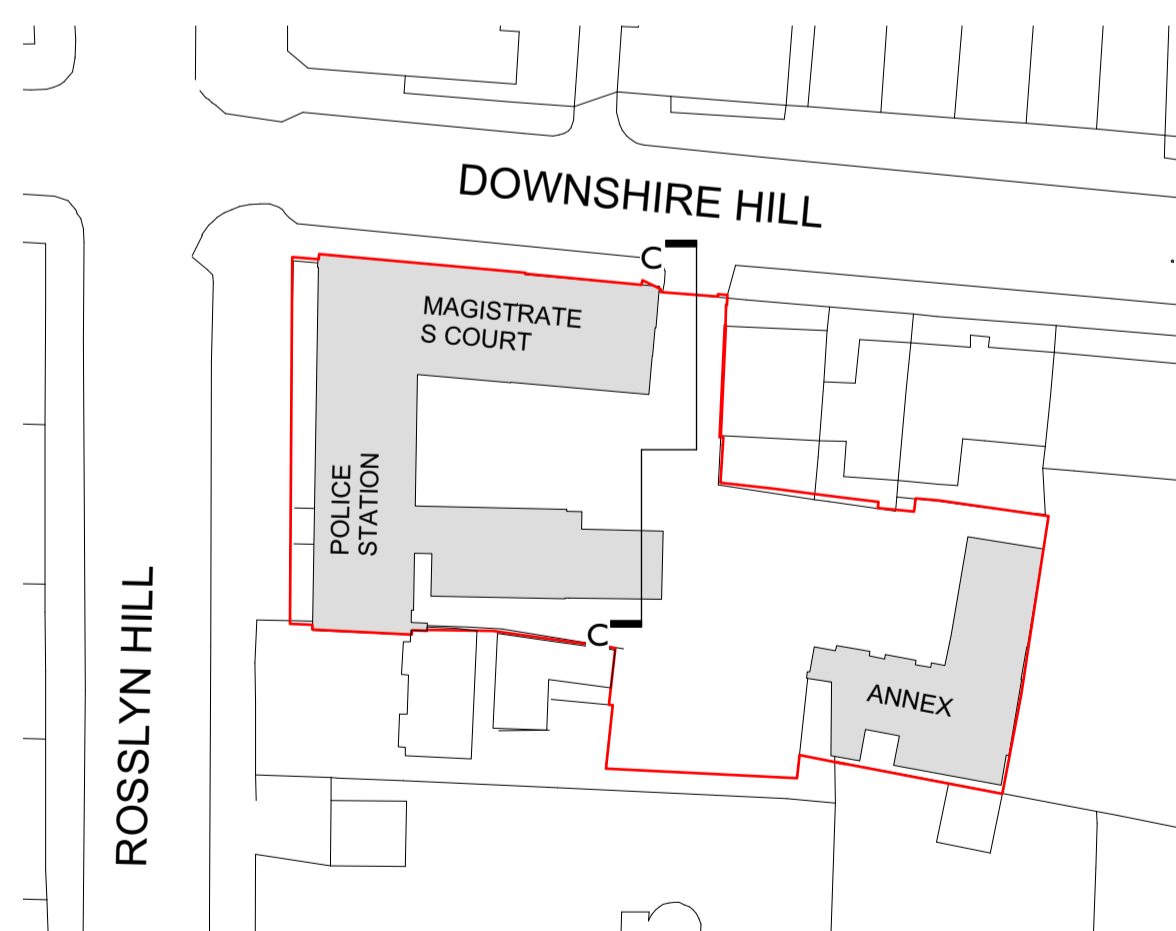 DOWNSHIRE HILL
C
MAGISTRATE
S COURT
POLICE
STATION
C
ANNEX
ROSSLYN HILL